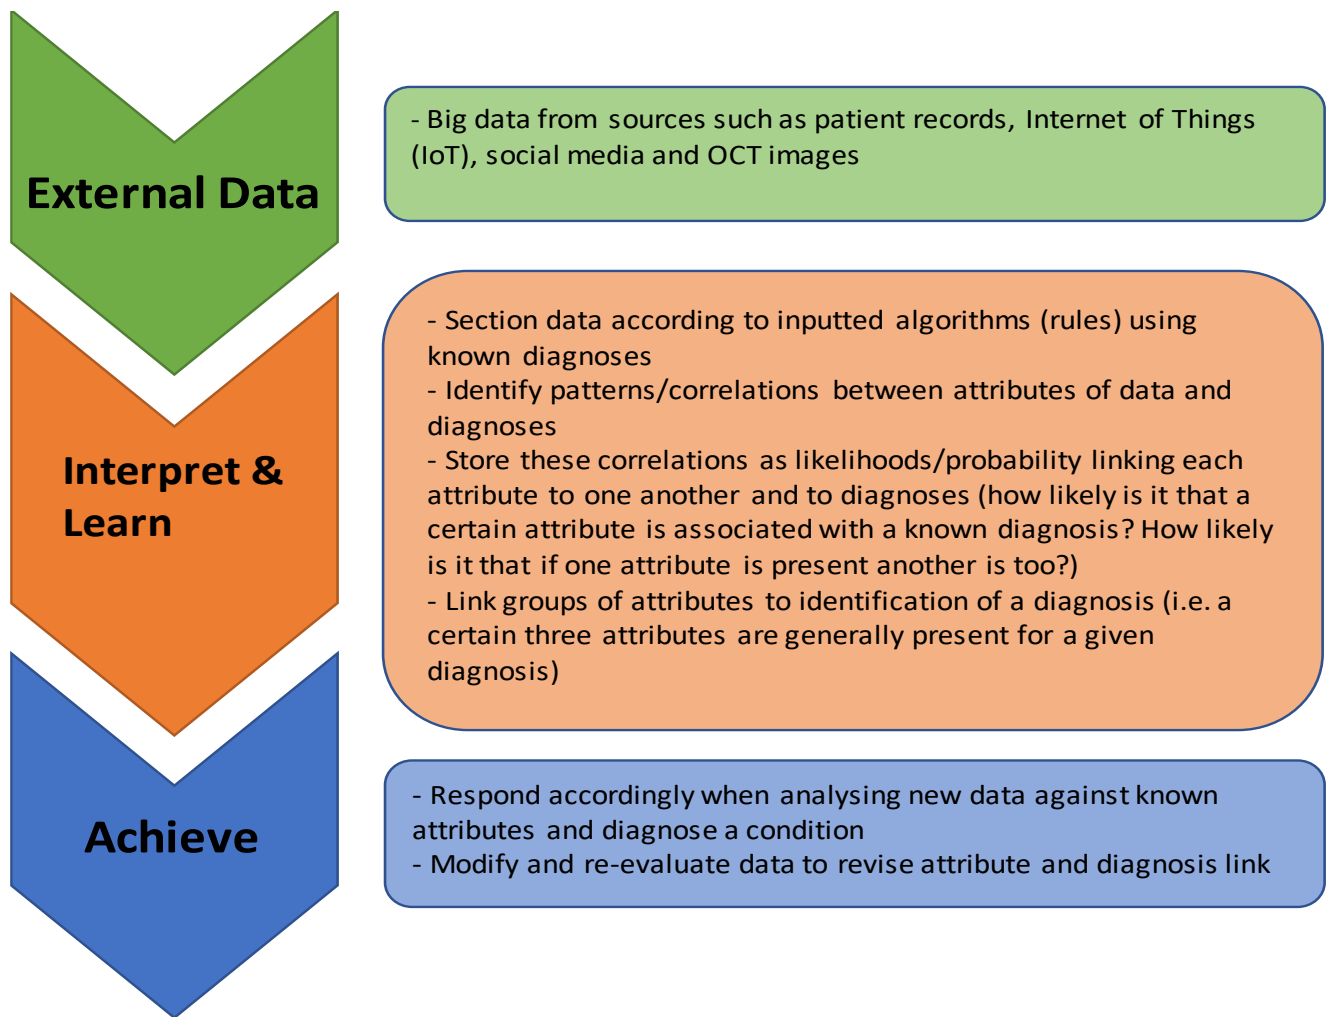 External Data
- Big data from sources such as patient records, Internet of Things
(IoT), social media and OCT images
Interpret &
Learn
- Section data according to inputted algorithms (rules) using
known diagnoses
- Identify patterns/correlations between attributes of data and
diagnoses
- Store these correlations as likelihoods/probability linking each
attribute to one another and to diagnoses (how likely is it that a
certain attribute is associated with a known diagnosis? How likely
is it that if one attribute is present another is too?)
- Link groups of attributes to identification of a diagnosis (i.e. a
certain three attributes are generally present for a given
diagnosis)
Achieve
- Respond accordingly when analysing new data against known
attributes and diagnose a condition
- Modify and re-evaluate data to revise attribute and diagnosis link